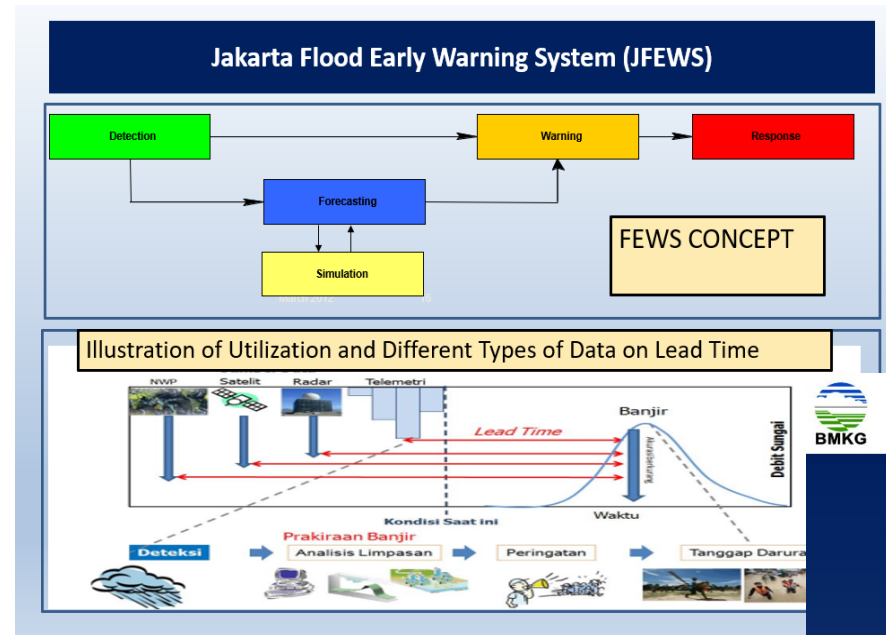 Jakarta Flood Early Warning System (JFEWS)
Detection
Warning
Response
Forecasting
FEWS CONCEPT
Simulation
March 2012
Illustration of Utilization and Different Types of Data on Lead Time
NWP
Satelit
Radar
Telemetri
Banjir
Lead Time
Debit Sungai
BMKG
Kondisi Saat ini
Waktu
Prakiraan Banjir
Deteksi
Analisis Limpasan
Peringatan
Tanggap Darura